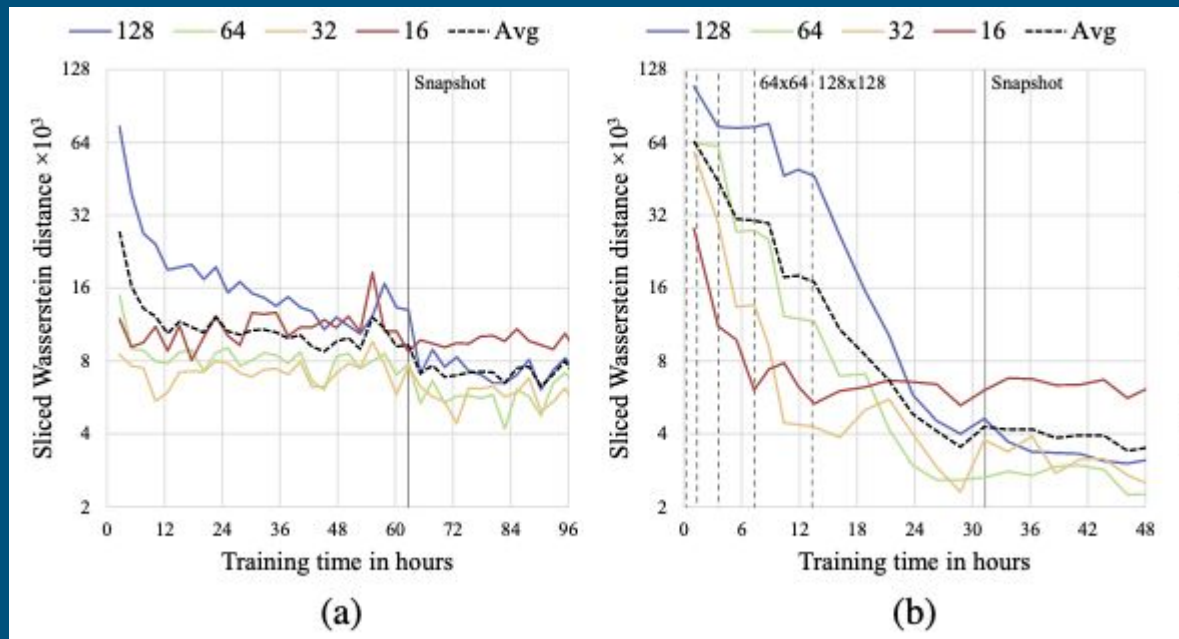 128 64 32 16 Avg
128
64
32
16
8
4
2
Sliced Wasserstein distance ×10³
Snapshot
0 12 24 36 48 60 72 84 96
Training time in hours
(a)
128 64 32 16 Avg
128
64
32
16
8
4
2
Sliced Wasserstein distance ×10³
64x64 128x128 Snapshot
0 6 12 18 24 30 36 42 48
Training time in hours
(b)